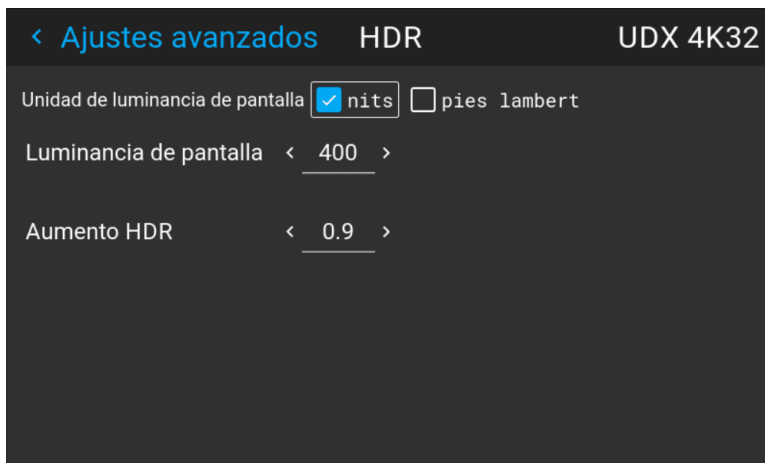 < Ajustes avanzados HDR UDX 4K32
Unidad de luminancia de pantalla nits pies lambert
Luminancia de pantalla < 400 >
Aumento HDR < 0.9 >